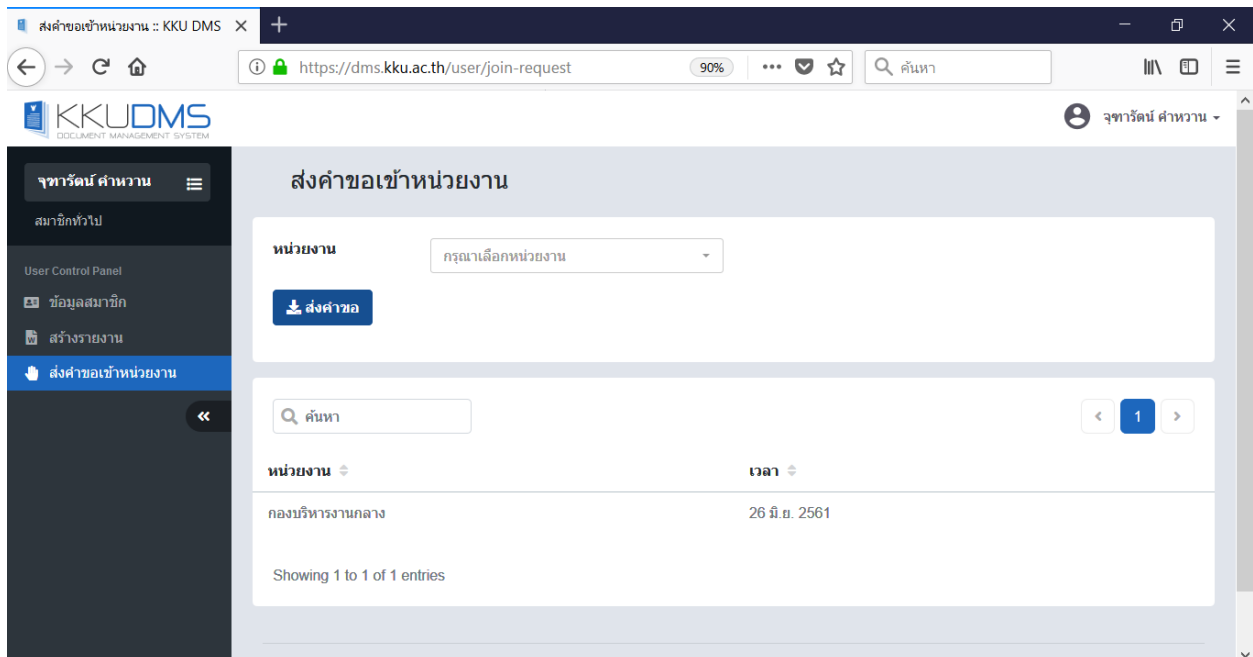 ส่งคำขอเข้าหน่วยงาน :: KKU DMS
https://dms.kku.ac.th/user/join-request
90%
ค้นหา
KKUDMS
DOCUMENT MANAGEMENT SYSTEM
จุฑารัตน์ คำหวาน
จุฑารัตน์ คำหวาน
สมาชิกทั่วไป
User Control Panel
ข้อมูลสมาชิก
สร้างรายงาน
ส่งคำขอเข้าหน่วยงาน
ส่งคำขอเข้าหน่วยงาน
หน่วยงาน
กรุณาเลือกหน่วยงาน
ส่งคำขอ
ค้นหา
1
หน่วยงาน
เวลา
กองบริหารงานกลาง
26 มิ.ย. 2561
Showing 1 to 1 of 1 entries